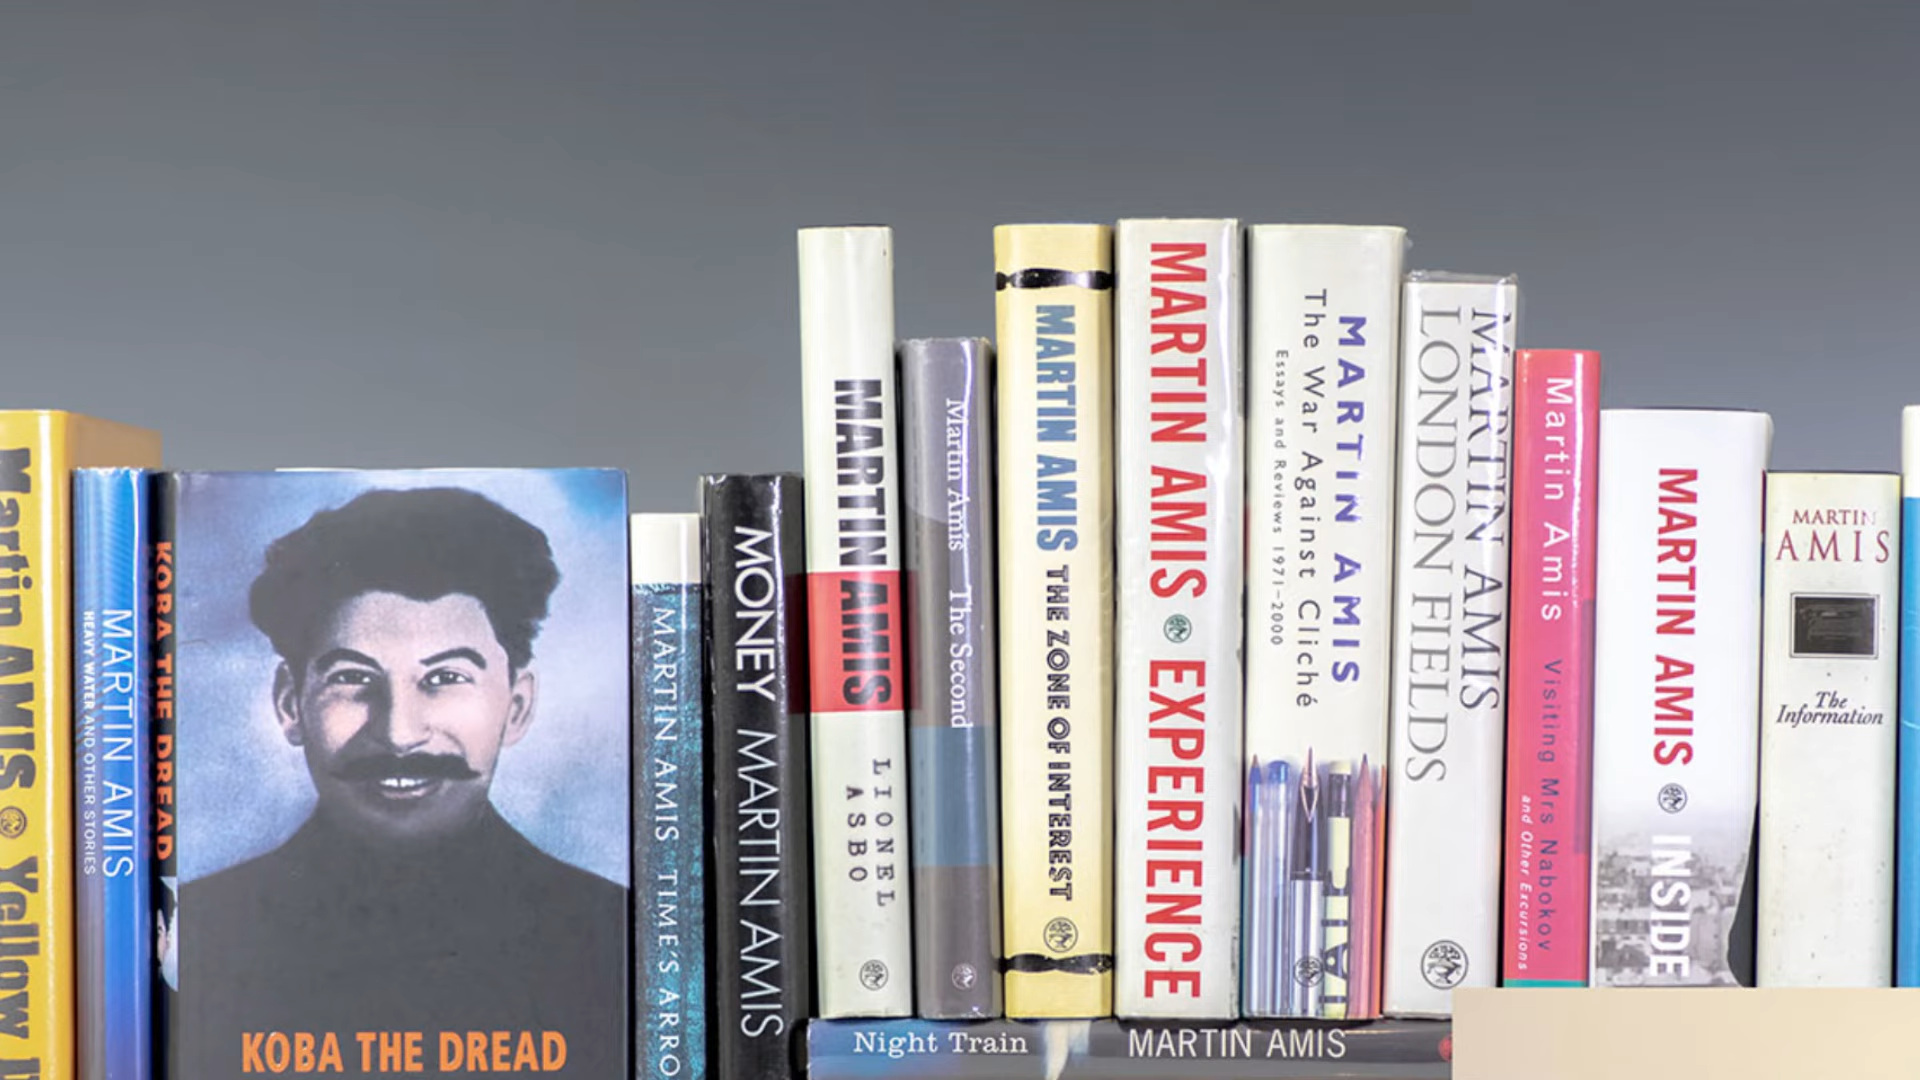 Martin AMIS Yellow
MARTIN AMIS
HEAVY WATER AND OTHER STORIES
KOBA THE DREAD
KOBA THE DREAD
MARTIN AMIS TIME'S ARRO
MONEY MARTIN AMIS
MARTIN AMIS
LIONEL
ASBO
Martin Amis The Second
MARTIN AMIS THE ZONE OF INTEREST
MARTIN AMIS EXPERIENCE
MARTIN AMIS
The War Against Cliché
Essays and Reviews 1971-2000
MARTIN AMIS
LONDON FIELDS
Martin Amis Visiting Mrs Nabokov
and Other Excursions
MARTIN AMIS INSIDE
MARTIN
AMIS
The
Information
Night Train MARTIN AMIS